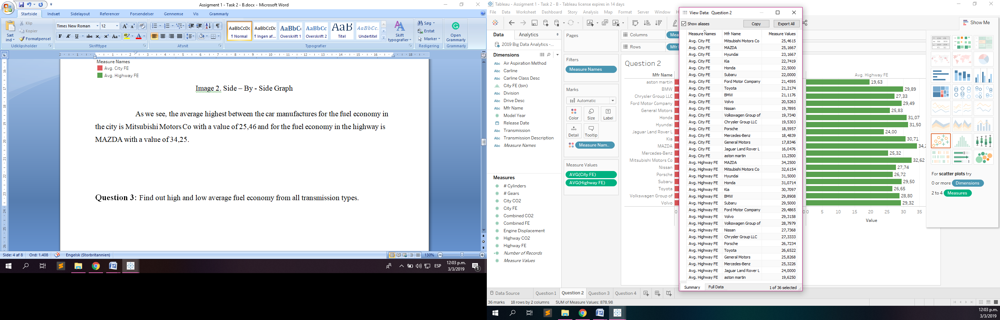 Assigment 1 - Task 2 - B.docx - Microsoft Word
Startside Indsæt Sidelayout Referencer Forsendelser Gennemse Vis Grammarly
Klip
Kopier
Formatpensel
Sæt ind
Udklipsholder
Times New Roman 12
Skrifttype
Afsnit
AaBbCcDc AaBbCcDc AaBbC AaBbCc AaB AaBbCc.
¶ Normal ¶ Ingen af... Overskrift 1 Overskrift 2 Titel Undertitel
Skift typografier
Typografier
Søg
Erstat
Marker
Redigering
Open Grammarly
Grammarly
Measure Names
Avg. City FE
Avg. Highway FE
Image 2. Side – By - Side Graph
As we see, the average highest between the car manufactures for the fuel economy in
the city is Mitsubishi Motors Co with a value of 25,46 and for the fuel economy in the highway is
MAZDA with a value of 34,25.
Question 3: Find out high and low average fuel economy from all transmission types.
Side: 4 af 8 Ord: 1.408 Engelsk (Storbritannien) 130%
ESP 12:03 p.m.
3/3/2019
Tableau - Assigment 1 - Task 2 - B - Tableau license expires in 14 days
File Data Worksheet Dashboard Story Analysis Map Format Server Window H
Data Analytics
2019 Big Data Analytics -...
Dimensions
Abc Air Aspiration Method
Abc Carline
Abc Carline Class Desc
City FE (bin)
Abc Division
Abc Drive Desc
Abc Mfr Name
# Model Year
Release Date
Abc Transmission
Abc Transmission Description
Abc Measure Names
Measures
# # Cylinders
# # Gears
# City CO2
# City FE
# Combined CO2
# Combined FE
# Engine Displacement
# Highway CO2
# Highway FE
=# Number of Records
# Measure Values
Pages
Filters
Measure Names
Marks
Automatic
Color Size Label
Detail Tooltip
Measure Nam..
Measure Values
AVG(City FE)
AVG(Highway FE)
Columns Mea
Rows Mfr
Question 2
Mfr Name
aston martin
BMW
Chrysler Group LLC
Ford Motor Company
General Motors
Honda
Hyundai
Jaguar Land Rover L
Kia
MAZDA
Mercedes-Benz
Mitsubishi Motors Co
Nissan
Porsche
Subaru
Toyota
Volkswagen Group of
Volvo
0
View Data: Question 2
Show aliases Copy Export All
Measure Names Mfr Name Measure Values
Avg. City FE Mitsubishi Motors Co 25,4615
Avg. City FE MAZDA 25,1667
Avg. City FE Hyundai 23,1667
Avg. City FE Kia 22,7419
Avg. City FE Honda 22,5000
Avg. City FE Subaru 22,0000
Avg. City FE Ford Motor Company 21,4595
Avg. City FE Toyota 21,2174
Avg. City FE BMW 21,1176
Avg. City FE Volvo 20,5263
Avg. City FE Nissan 19,7895
Avg. City FE Volkswagen Group of 19,7340
Avg. City FE Chrysler Group LLC 19,5303
Avg. City FE Porsche 18,5957
Avg. City FE Mercedes-Benz 18,4839
Avg. City FE General Motors 17,8346
Avg. City FE Jaguar Land Rover L 16,0476
Avg. City FE aston martin 13,2500
Avg. Highway FE MAZDA 34,2500
Avg. Highway FE Mitsubishi Motors Co 32,6154
Avg. Highway FE Hyundai 31,5000
Avg. Highway FE Honda 31,0714
Avg. Highway FE Kia 30,7097
Avg. Highway FE BMW 29,8908
Avg. Highway FE Subaru 29,5000
Avg. Highway FE Ford Motor Company 29,4865
Avg. Highway FE Volvo 29,3158
Avg. Highway FE Volkswagen Group of 28,7979
Avg. Highway FE Nissan 27,7368
Avg. Highway FE Chrysler Group LLC 27,3333
Avg. Highway FE Porsche 26,7234
Avg. Highway FE Toyota 26,6522
Avg. Highway FE General Motors 25,8268
Avg. Highway FE Mercedes-Benz 25,3226
Avg. Highway FE Jaguar Land Rover L 24,0000
Avg. Highway FE aston martin 19,6250
Summary Full Data 1 of 36 selected
Avg. Highway FE
19,63
29,89
27,33
29,49
25,83
31,07
31,50
24,00
30,71
34,2
25,32
32,62
27,74
26,72
29,50
26,65
28,80
29,32
0 0 5 10 15 20 25 30 35
Value
Show Me
For scatter plots try
0 or more Dimensions
2 to 4 Measures
Data Source Question 1 Question 2 Question 3 Question 4
36 marks 18 rows by 2 columns SUM of Measure Values: 878,98
12:03 p.m.
3/3/2019